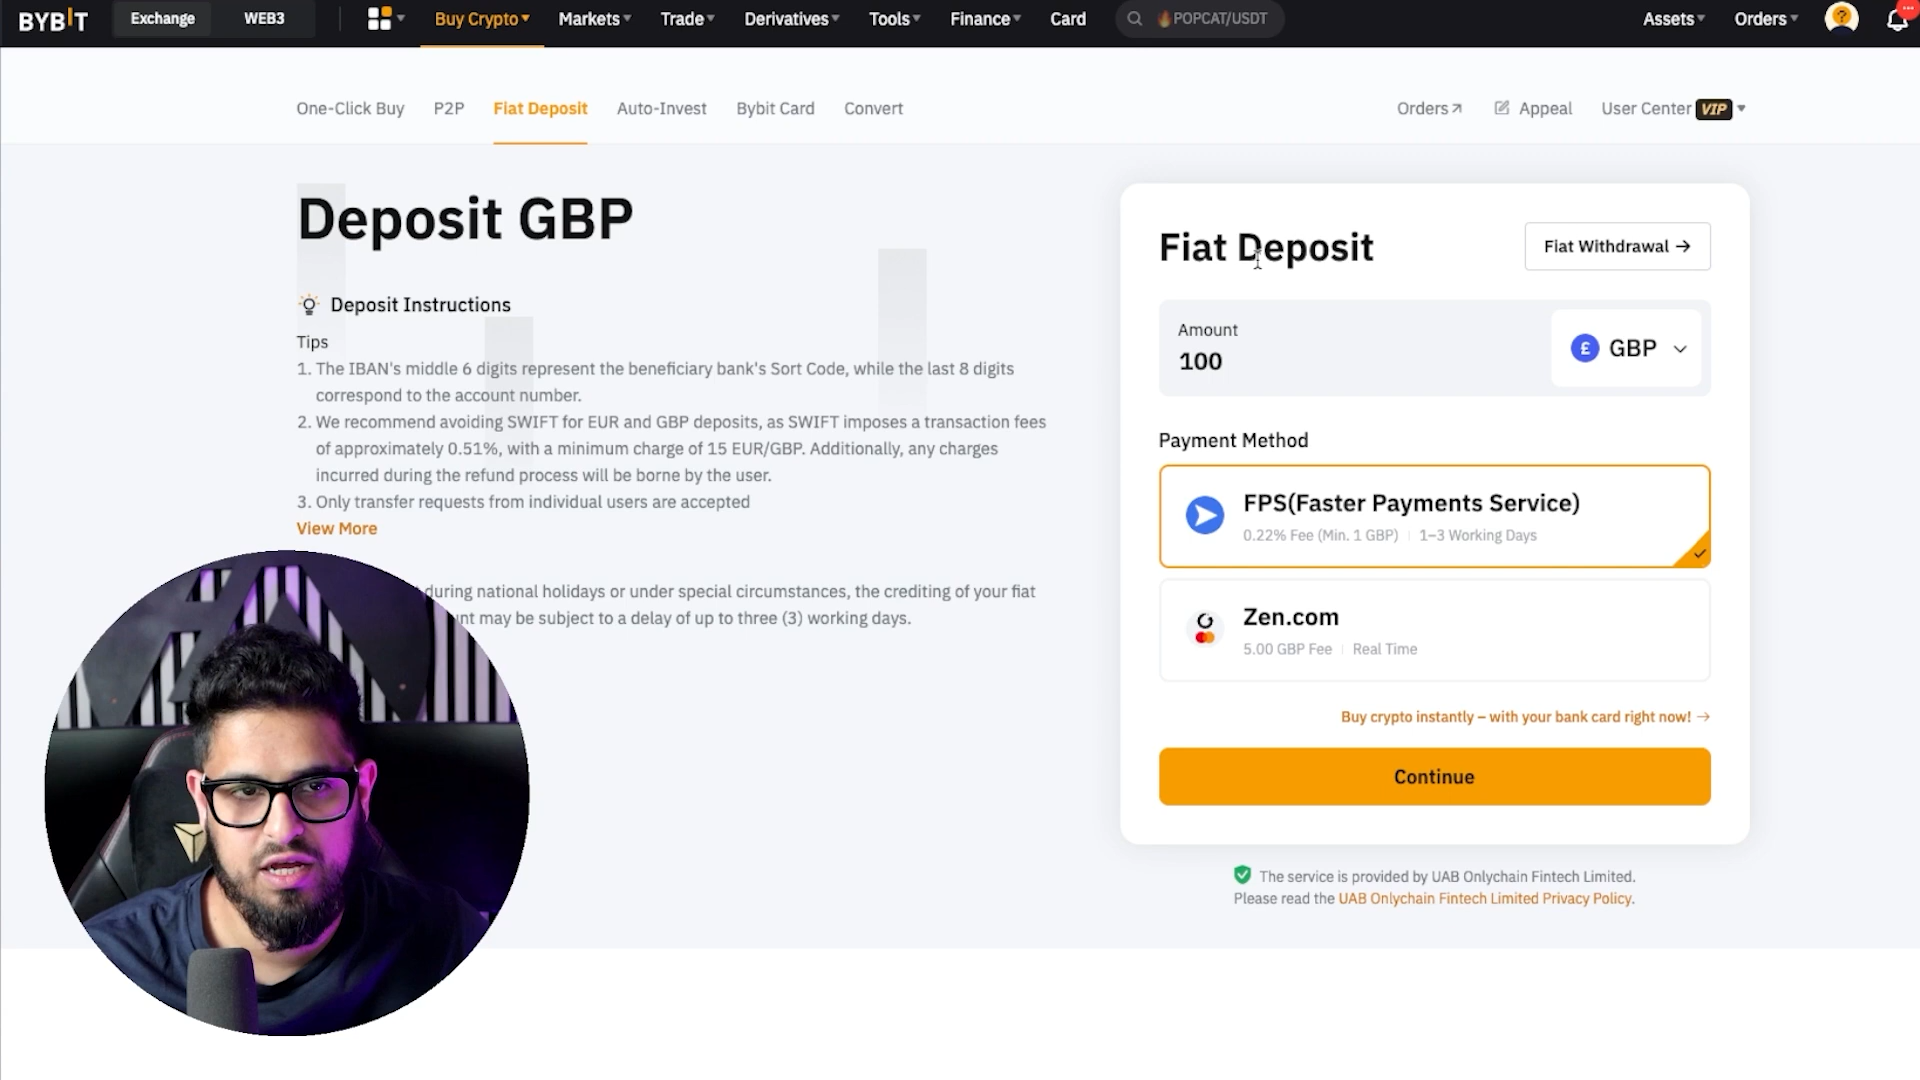 BYBIT
Exchange
WEB3
Buy Crypto
Markets
Trade
Derivatives
Tools
Finance
Card
POPCAT/USDT
Assets
Orders
One-Click Buy
P2P
Fiat Deposit
Auto-Invest
Bybit Card
Convert
Orders
Appeal
User Center VIP
Deposit GBP
Deposit Instructions
Tips
1. The IBAN's middle 6 digits represent the beneficiary bank's Sort Code, while the last 8 digits
correspond to the account number.
2. We recommend avoiding SWIFT for EUR and GBP deposits, as SWIFT imposes a transaction fees
of approximately 0.51%, with a minimum charge of 15 EUR/GBP. Additionally, any charges
incurred during the refund process will be borne by the user.
3. Only transfer requests from individual users are accepted
View More
during national holidays or under special circumstances, the crediting of your fiat
may be subject to a delay of up to three (3) working days.
Fiat Deposit
Fiat Withdrawal →
Amount
100
£ GBP
Payment Method
FPS(Faster Payments Service)
0.22% Fee (Min. 1 GBP) | 1–3 Working Days
Zen.com
5.00 GBP Fee | Real Time
Buy crypto instantly – with your bank card right now! →
Continue
The service is provided by UAB Onlychain Fintech Limited.
Please read the UAB Onlychain Fintech Limited Privacy Policy.